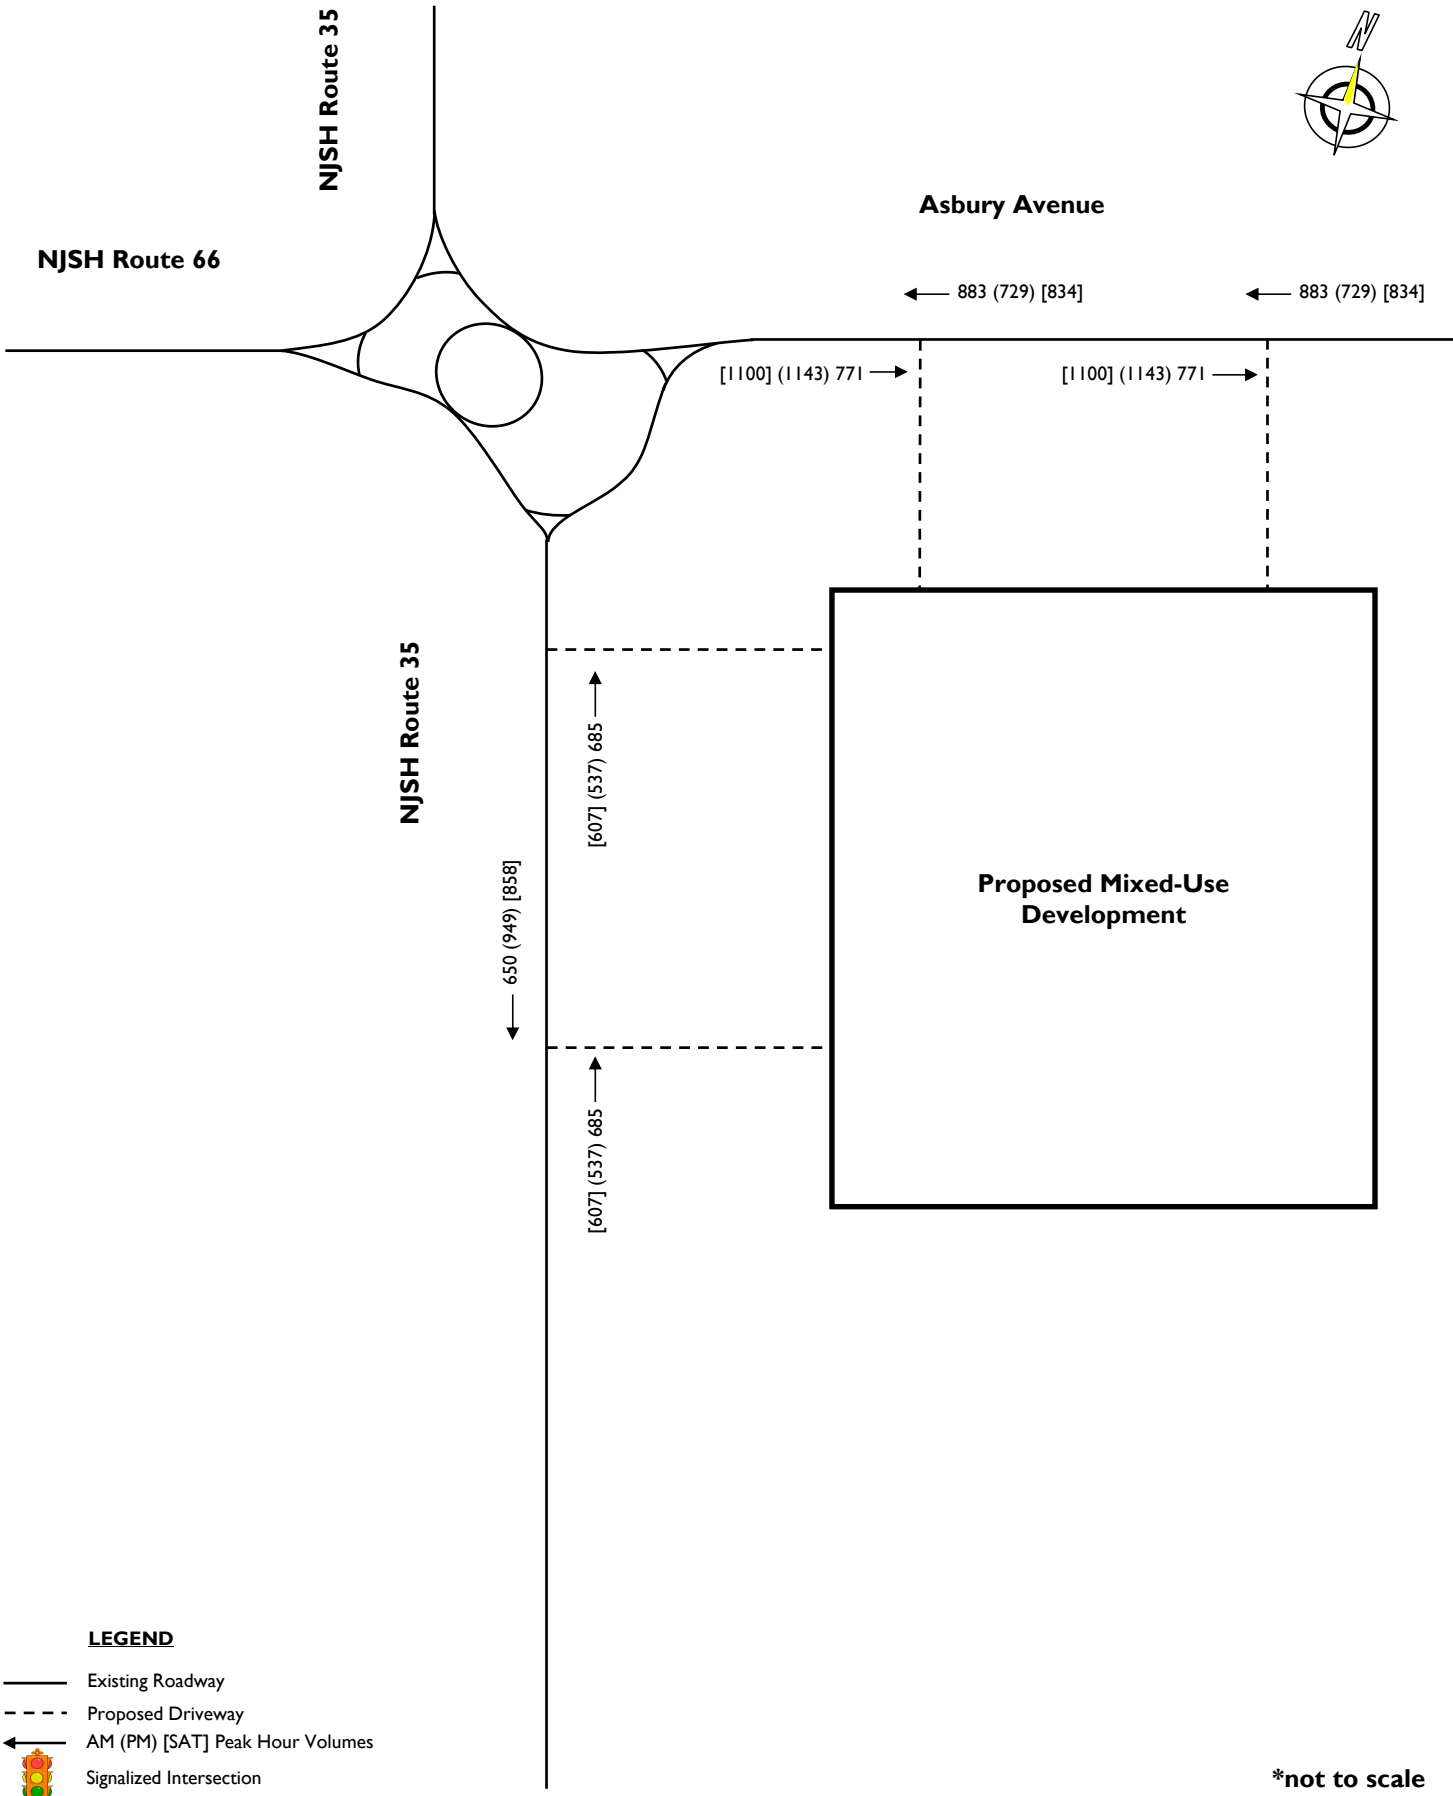 NJSH Route 35
N
Asbury Avenue
NJSH Route 66
883 (729) [834]
883 (729) [834]
[1100] (1143) 771
[1100] (1143) 771
NJSH Route 35
[607] (537) 685
650 (949) [858]
Proposed Mixed-Use
Development
[607] (537) 685
LEGEND
Existing Roadway
Proposed Driveway
AM (PM) [SAT] Peak Hour Volumes
Signalized Intersection
*not to scale